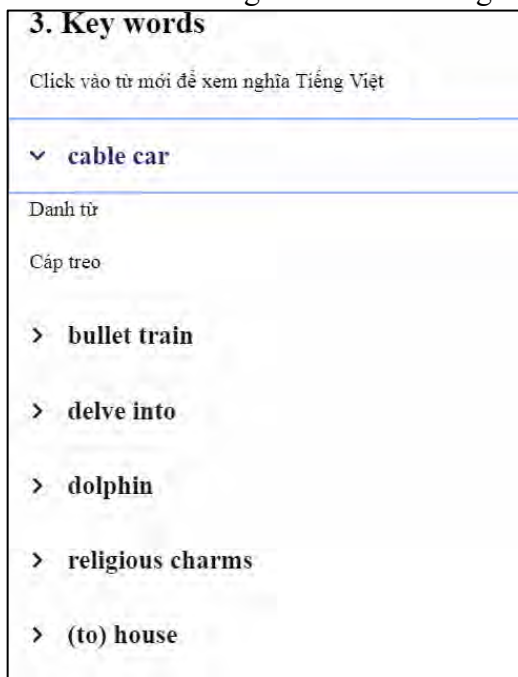 3. Key words
Click vào từ mới để xem nghĩa Tiếng Việt
cable car
Danh từ
Cáp treo
bullet train
delve into
dolphin
religious charms
(to) house